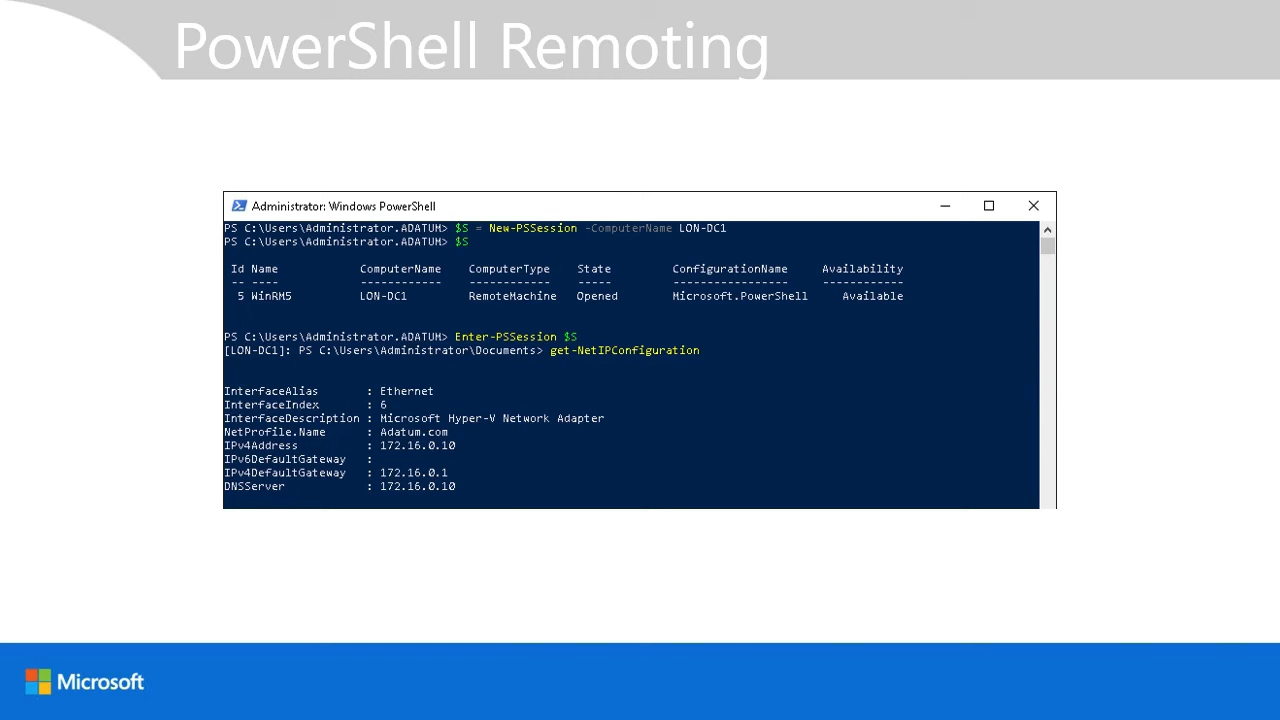 PowerShell Remoting
Administrator: Windows PowerShell
PS C:\Users\Administrator.ADATUM> $S = New-PSSession -ComputerName LON-DC1
PS C:\Users\Administrator.ADATUM> $S
Id Name ComputerName ComputerType State ConfigurationName Availability
-- ---- ------------ ------------ ----- ----------------- ------------
5 WinRM5 LON-DC1 RemoteMachine Opened Microsoft.PowerShell Available
PS C:\Users\Administrator.ADATUM> Enter-PSSession $S
[LON-DC1]: PS C:\Users\Administrator\Documents> get-NetIPConfiguration
InterfaceAlias : Ethernet
InterfaceIndex : 6
InterfaceDescription : Microsoft Hyper-V Network Adapter
NetProfile.Name : Adatum.com
IPv4Address : 172.16.0.10
IPv6DefaultGateway :
IPv4DefaultGateway : 172.16.0.1
DNSServer : 172.16.0.10
Microsoft